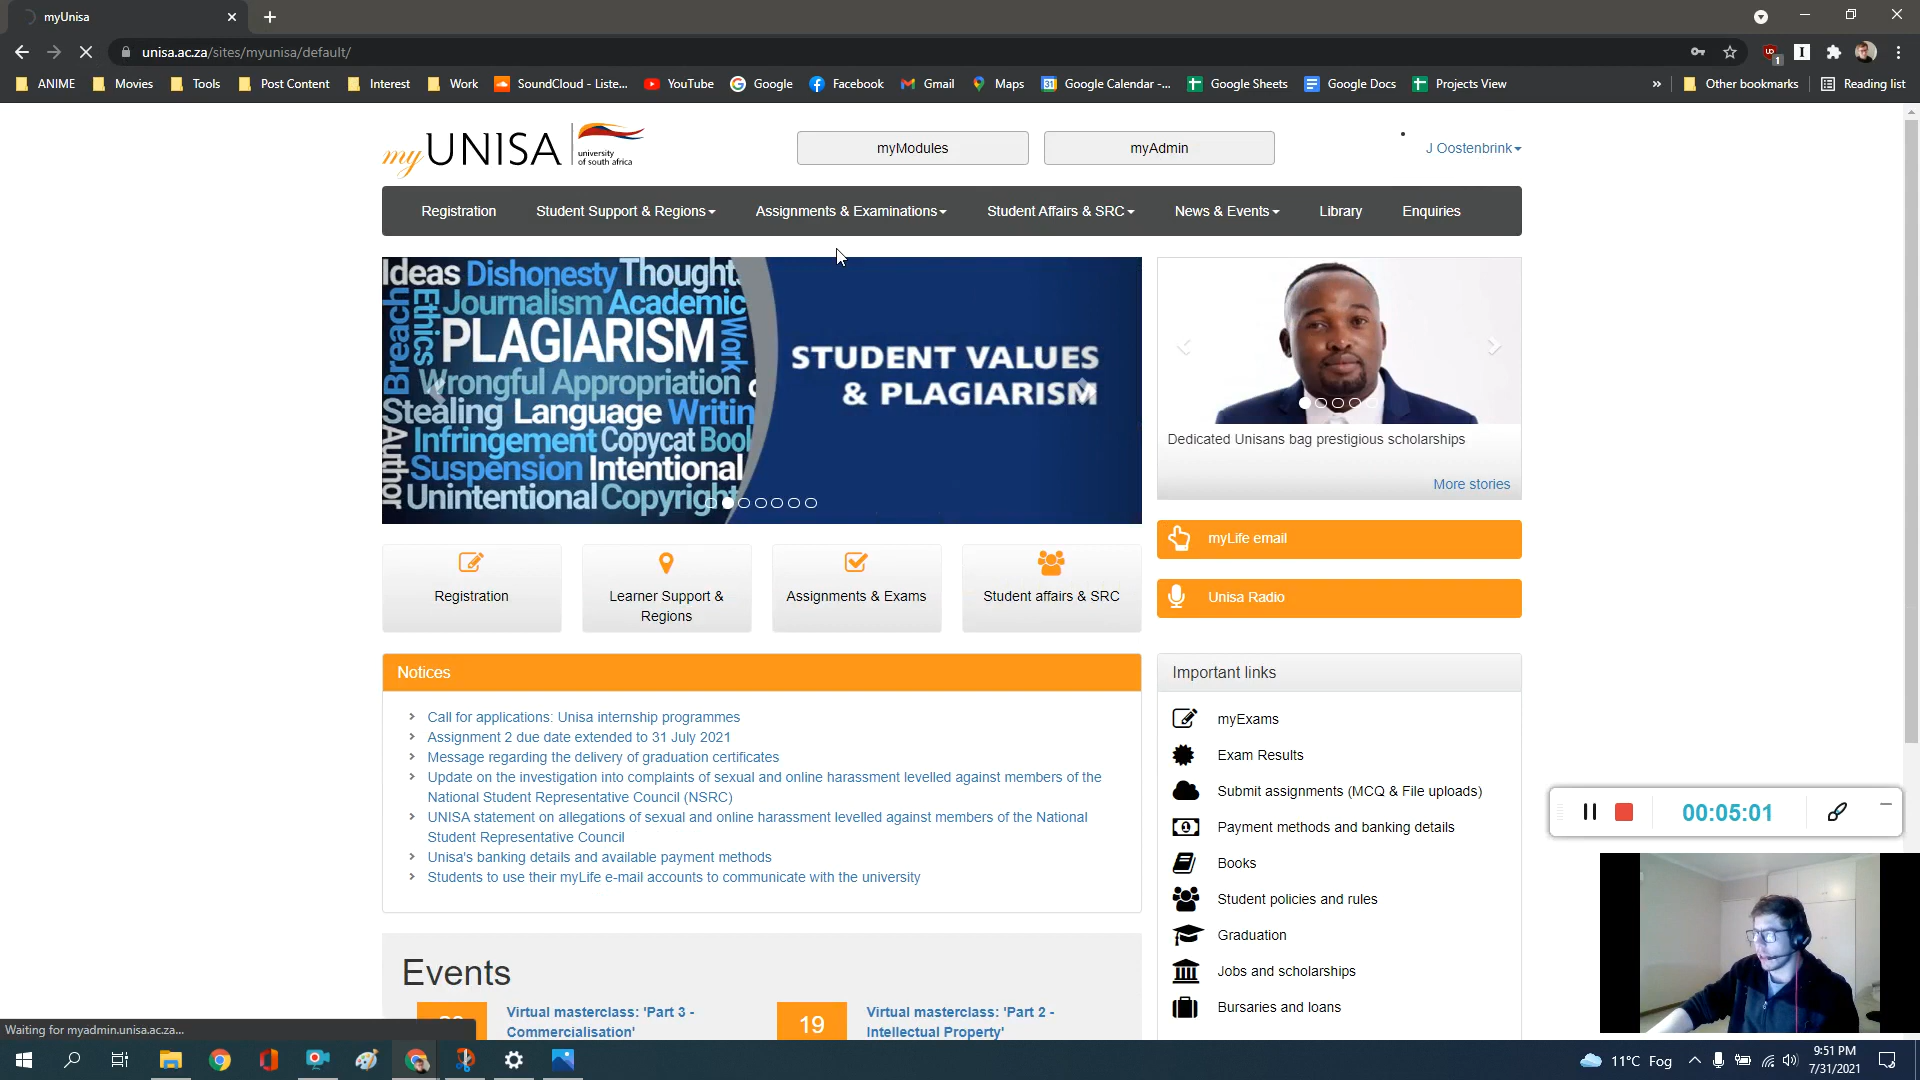 myUnisa
unisa.ac.za/sites/myunisa/default/
ANIME Movies Tools Post Content Interest Work SoundCloud - Liste... YouTube Google Facebook Gmail Maps Google Calendar -... Google Sheets Google Docs Projects View » Other bookmarks Reading list
myUNISA university of south africa
myModules
myAdmin
J Oostenbrink
Registration Student Support & Regions Assignments & Examinations Student Affairs & SRC News & Events Library Enquiries
Ideas Dishonesty Thought
Journalism Academic
Ethics
Breach
PLAGIARISM
Work
Wrongful Appropriation
Stealing Language Writin
Infringement Copycat Bool
Suspension Intentional
Unintentional Copyright
Author
STUDENT VALUES
& PLAGIARISM
Dedicated Unisans bag prestigious scholarships
More stories
myLife email
Unisa Radio
Registration
Learner Support &
Regions
Assignments & Exams
Student affairs & SRC
Notices
Call for applications: Unisa internship programmes
Assignment 2 due date extended to 31 July 2021
Message regarding the delivery of graduation certificates
Update on the investigation into complaints of sexual and online harassment levelled against members of the
National Student Representative Council (NSRC)
UNISA statement on allegations of sexual and online harassment levelled against members of the National
Student Representative Council
Unisa's banking details and available payment methods
Students to use their myLife e-mail accounts to communicate with the university
Important links
myExams
Exam Results
Submit assignments (MCQ & File uploads)
Payment methods and banking details
Books
Student policies and rules
Graduation
Jobs and scholarships
Bursaries and loans
00:05:01
Events
Virtual masterclass: 'Part 3 -
Commercialisation'
19
Virtual masterclass: 'Part 2 -
Intellectual Property'
Waiting for myadmin.unisa.ac.za...
11°C Fog
9:51 PM
7/31/2021